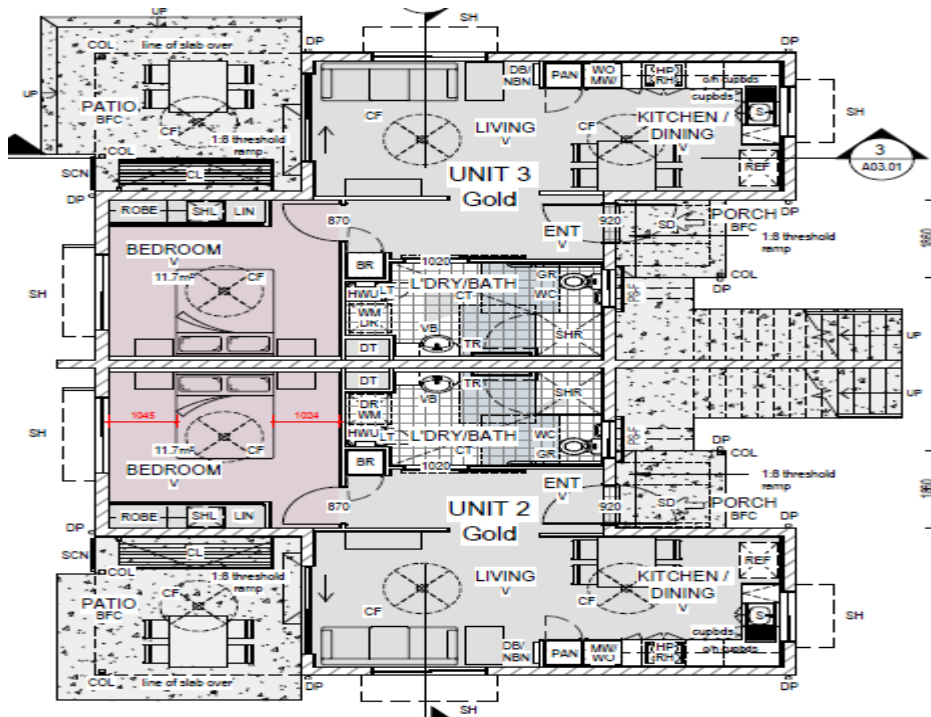 UP
SH
COL
line of slab over
DP
DP
DB/
NBN
PAN
WO
MW/
HP
RH
o/h cupbds
cupbds
UP
PATIO
BFC
CF
CF
LIVING
V
CF
KITCHEN /
DINING
V
S
SH
1:8 threshold
ramp
COL
3
A03.01
UNIT 3
Gold
REF
SCN
CL
DP
DP
ROBE
SHL
LIN
870
920
SD
PORCH
BFC
ENT
V
1:8 threshold
ramp
1860
BEDROOM
V
11.7m²
CF
BR
1020
GR
COL
DP
SH
HWU
LT
L'DRY/BATH
CT
WC
WM
DR
VB
TR
SHR
DT
UP
DT
TR
SHR
UP
VB
DR
WM
1045
1024
SH
HWU
LT
L'DRY/BATH
CT
WC
GR
11.7m²
CF
BEDROOM
V
BR
1020
DP
COL
1:8 threshold
ramp
1860
ENT
V
870
920
SD
PORCH
BFC
ROBE
SHL
LIN
UNIT 2
Gold
DP
DP
SCN
CL
REF
COL
1:8 threshold
ramp
LIVING
V
KITCHEN /
DINING
V
PATIO
BFC
CF
CF
CF
S
SH
cupbds
DB/
NBN
PAN
MW/
WO
HP
RH
o/h cupbds
COL
line of slab over
DP
DP
SH